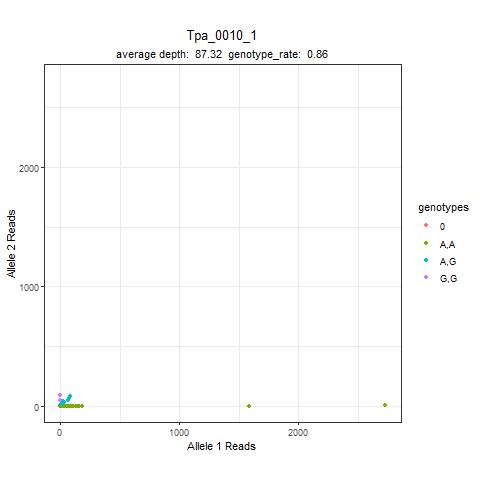 Tpa_0010_1
average depth:  87.32  genotype_rate:  0.86
2000
1000
0
Allele 2 Reads
0
1000
2000
Allele 1 Reads
genotypes
0
A,A
A,G
G,G